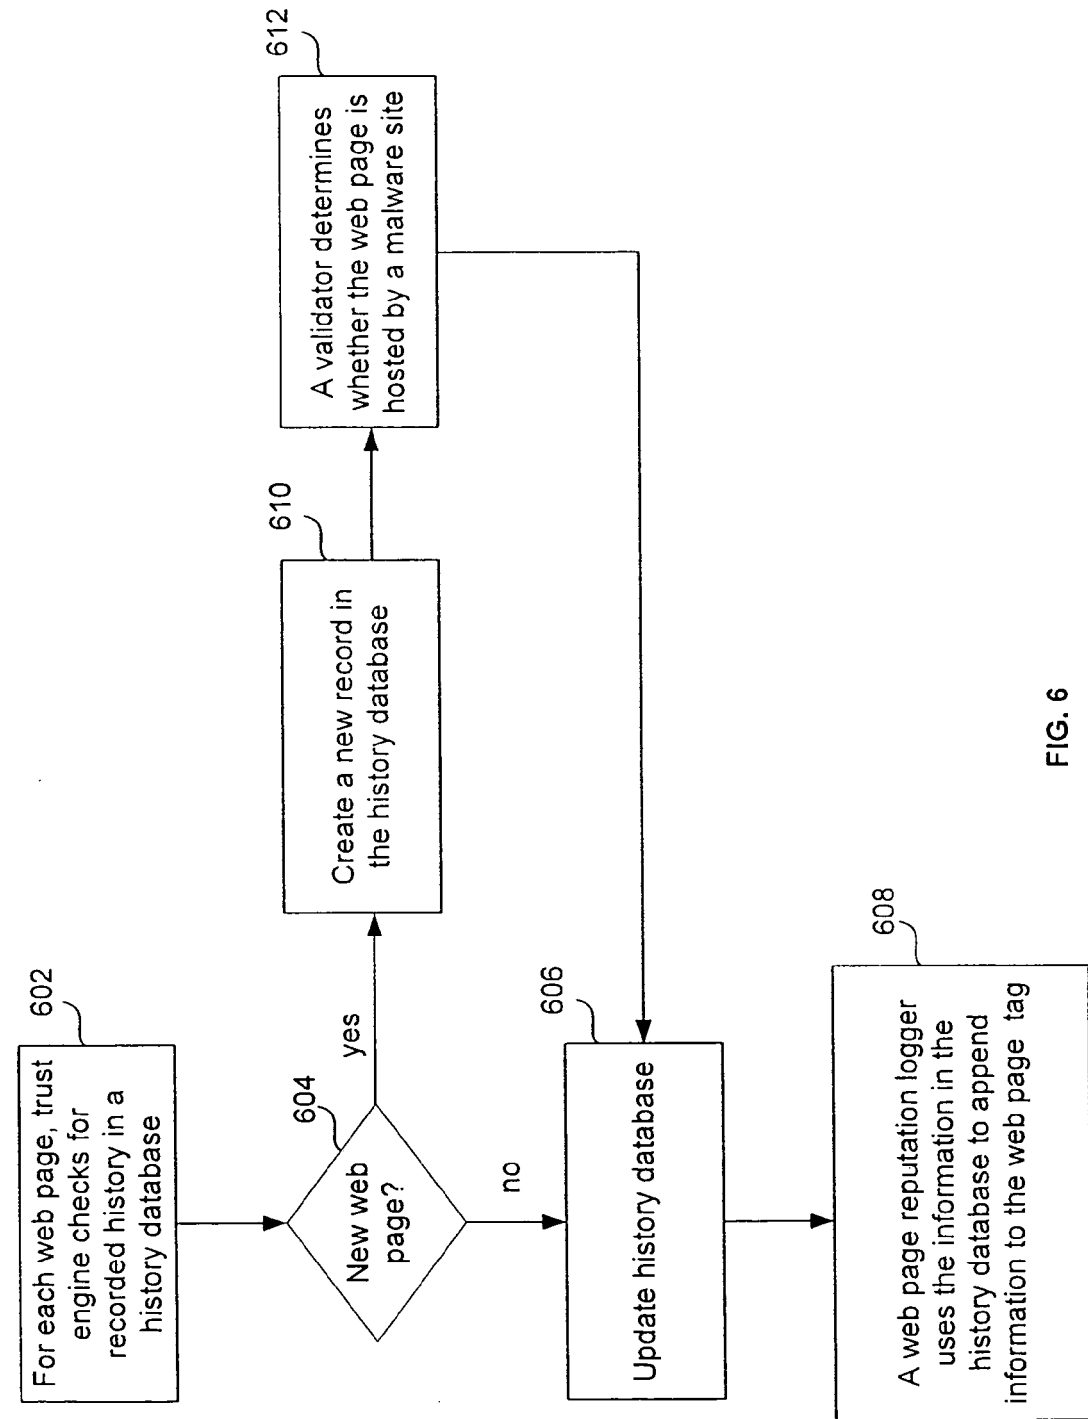 602
For each web page, trust
engine checks for
recorded history in a
history database
604
New web
page?
yes
no
610
Create a new record in
the history database
612
A validator determines
whether the web page is
hosted by a malware site
606
Update history database
608
A web page reputation logger
uses the information in the
history database to append
information to the web page tag
FIG. 6